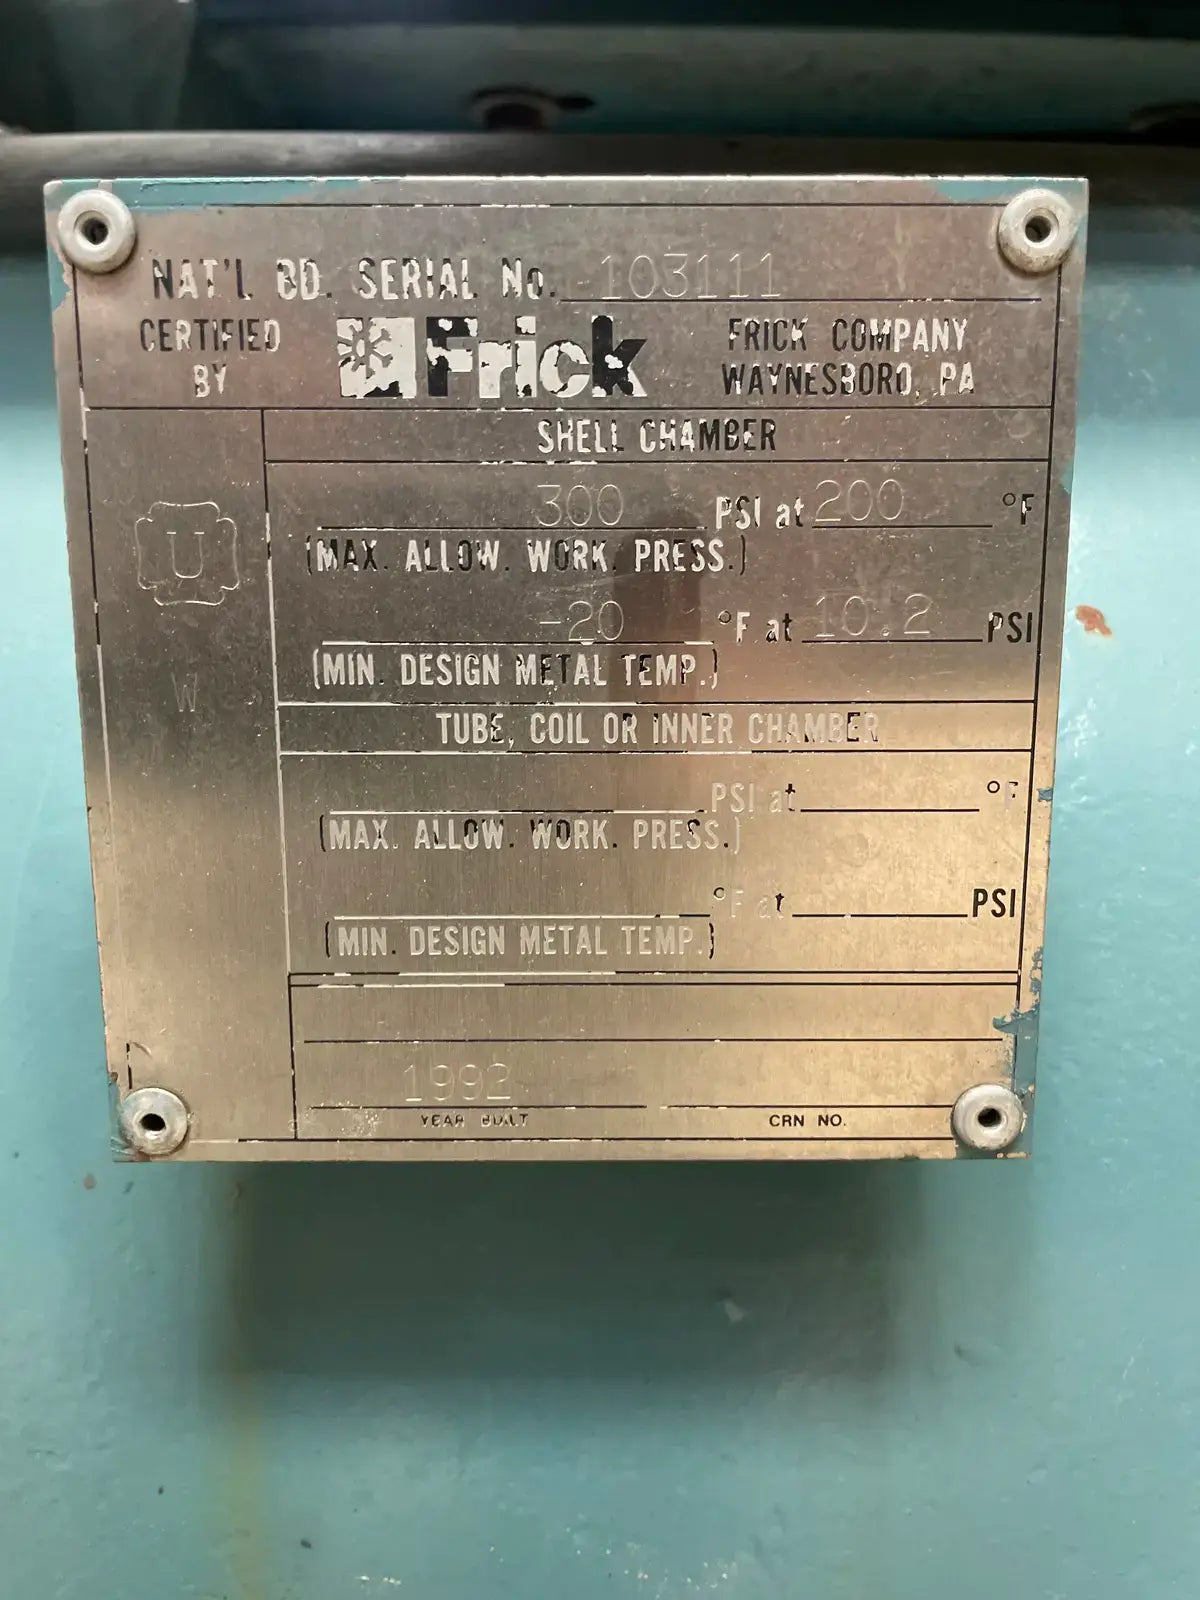 NAT'L BD. SERIAL No. 103111
CERTIFIED BY
Frick
FRICK COMPANY
WAYNESBORO, PA
SHELL CHAMBER
300 PSI at 200 °F
(MAX. ALLOW. WORK. PRESS.)
-20 °F at 10.2 PSI
(MIN. DESIGN METAL TEMP.)
U
W
TUBE, COIL OR INNER CHAMBER
PSI at °F
(MAX. ALLOW. WORK. PRESS.)
°F at PSI
(MIN. DESIGN METAL TEMP.)
1992
YEAR BUILT
CRN NO.